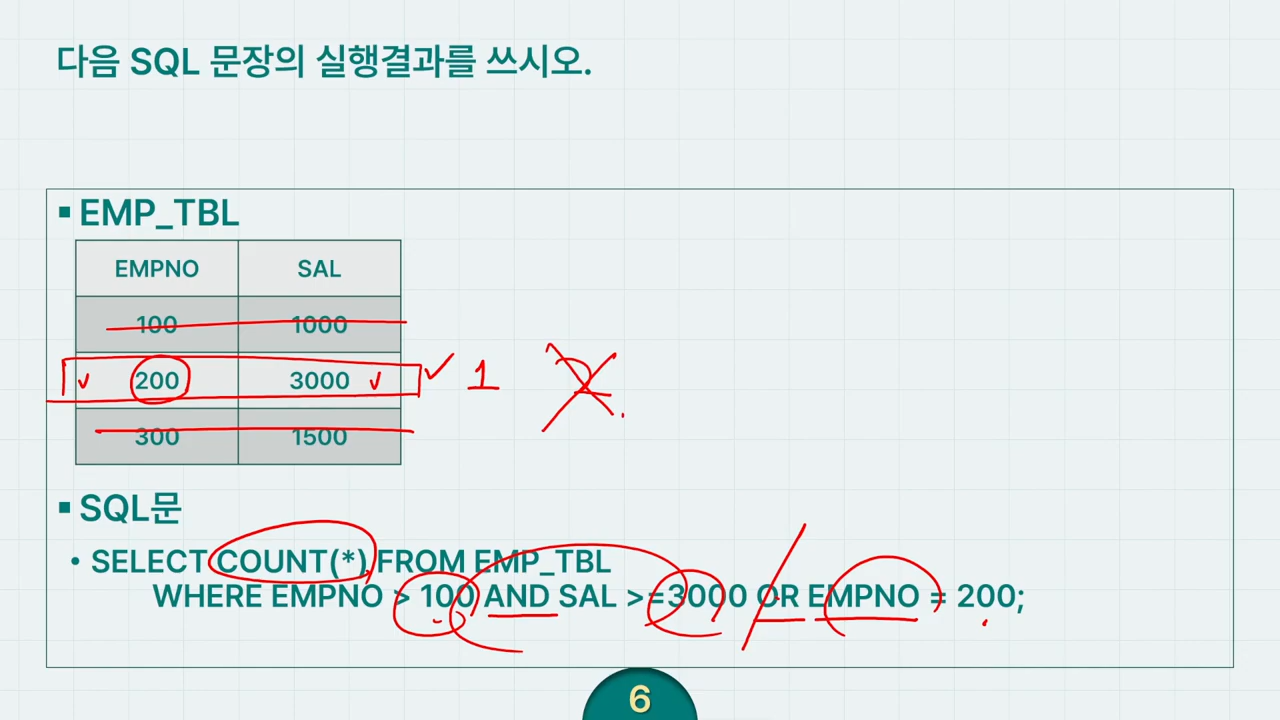 다음 SQL 문장의 실행결과를 쓰시오.
▪ EMP_TBL
EMPNO SAL
100 1000
200 3000 1 2
300 1500
▪ SQL문
• SELECT COUNT(*) FROM EMP_TBL
WHERE EMPNO > 100 AND SAL >=3000 OR EMPNO = 200;
6